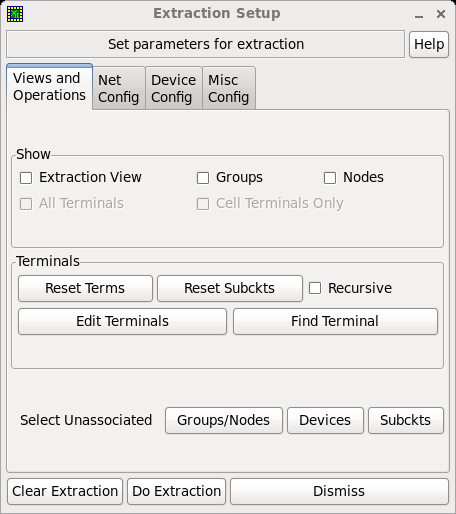 Extraction Setup
Set parameters for extraction
Help
Views and
Operations
Net
Config
Device
Config
Misc
Config
Show
Extraction View
Groups
Nodes
All Terminals
Cell Terminals Only
Terminals
Reset Terms
Reset Subckts
Recursive
Edit Terminals
Find Terminal
Select Unassociated
Groups/Nodes
Devices
Subckts
Clear Extraction
Do Extraction
Dismiss